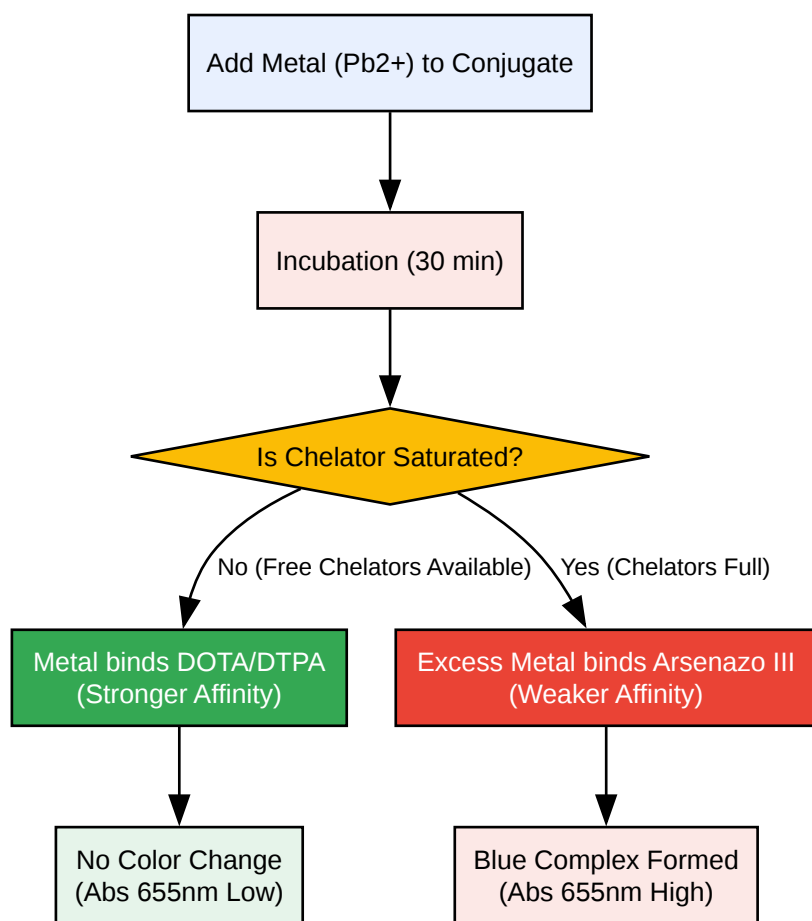 Add Metal (Pb2+) to Conjugate
Incubation (30 min)
Is Chelator Saturated?
No (Free Chelators Available)
Yes (Chelators Full)
Metal binds DOTA/DTPA
(Stronger Affinity)
Excess Metal binds Arsenazo III
(Weaker Affinity)
No Color Change
(Abs 655nm Low)
Blue Complex Formed
(Abs 655nm High)